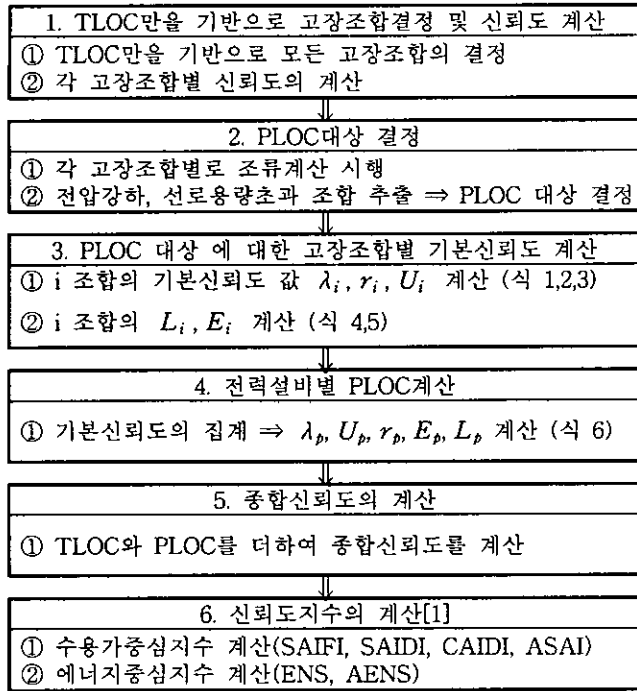 1. TLOC만을 기반으로 고장조합결정 및 신뢰도 계산
① TLOC만을 기반으로 모든 고장조합의 결정
② 각 고장조합별 신뢰도의 계산
⇓
2. PLOC대상 결정
① 각 고장조합별로 조류계산 시행
② 전압강하, 선로용량초과 조합 추출 ⇒ PLOC 대상 결정
⇓
3. PLOC 대상 에 대한 고장조합별 기본신뢰도 계산
① i 조합의 기본신뢰도 값 λᵢ, rᵢ, Uᵢ 계산 (식 1,2,3)
② i 조합의 Lᵢ, Eᵢ 계산 (식 4,5)
⇓
4. 전력설비별 PLOC계산
① 기본신뢰도의 집계 ⇒ λₚ, Uₚ, rₚ, Eₚ, Lₚ 계산 (식 6)
⇓
5. 종합신뢰도의 계산
① TLOC와 PLOC를 더하여 종합신뢰도를 계산
⇓
6. 신뢰도지수의 계산[1]
① 수용가중심지수 계산(SAIFI, SAIDI, CAIDI, ASAI)
② 에너지중심지수 계산(ENS, AENS)